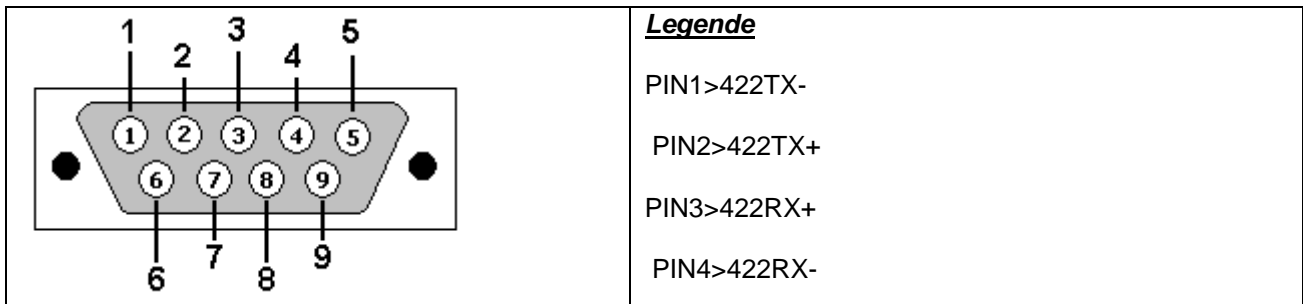 1 2 3 4 5
1 2 3 4 5
6 7 8 9
6 7 8 9
Legende
PIN1>422TX-
PIN2>422TX+
PIN3>422RX+
PIN4>422RX-